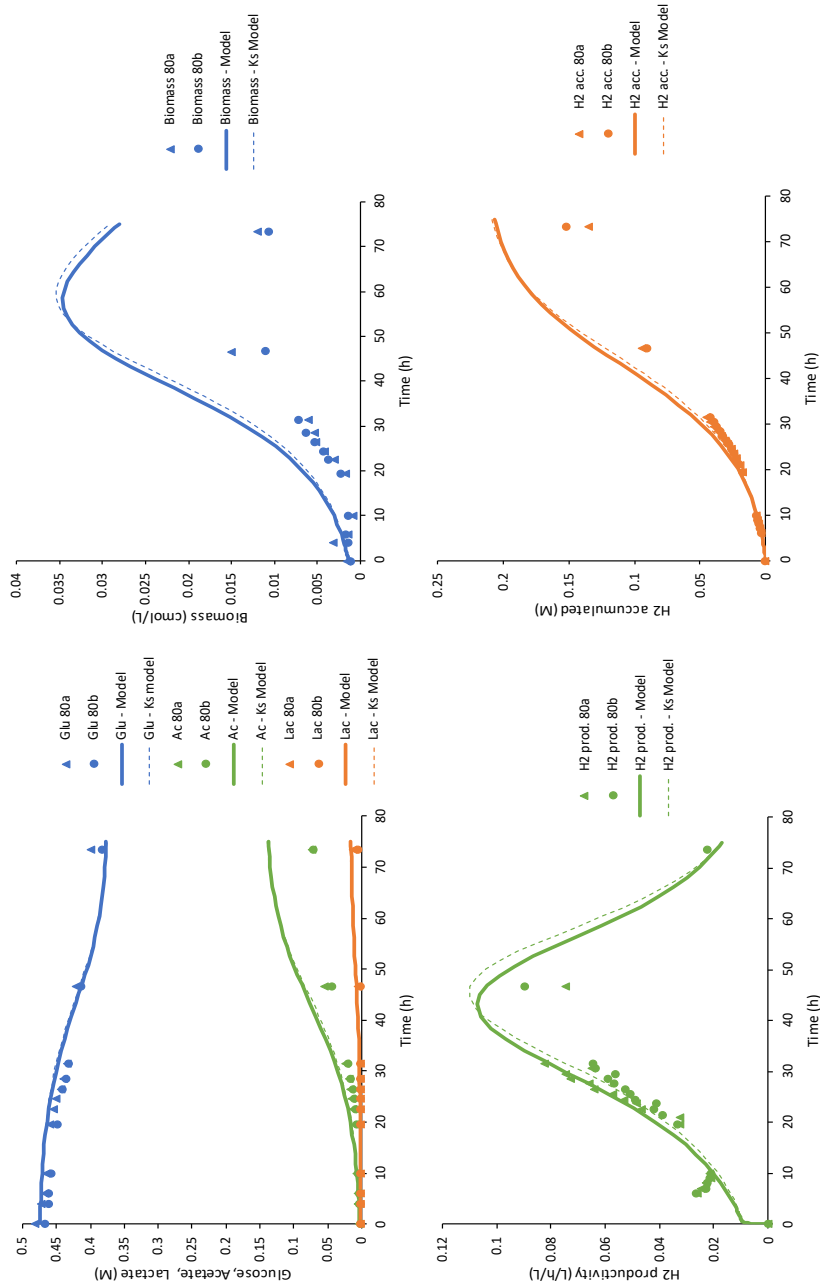 Glucose, Acetate, Lactate (M)
0.5
0.45
0.4
0.35
0.3
0.25
0.2
0.15
0.1
0.05
0
0 10 20 30 40 50 60 70 80
Time (h)
Glu 80a
Glu 80b
Glu - Model
Glu - Ks model
Ac 80a
Ac 80b
Ac - Model
Ac - Ks Model
Lac 80a
Lac 80b
Lac - Model
Lac - Ks Model
Biomass (cmol/L)
0.04
0.035
0.03
0.025
0.02
0.015
0.01
0.005
0
0 10 20 30 40 50 60 70 80
Time (h)
Biomass 80a
Biomass 80b
Biomass - Model
Biomass - Ks Model
H2 productivity (L/h/L)
0.12
0.1
0.08
0.06
0.04
0.02
0
0 10 20 30 40 50 60 70 80
Time (h)
H2 prod. 80a
H2 prod. 80b
H2 prod. - Model
H2 prod. - Ks Model
H2 accumulated (M)
0.25
0.2
0.15
0.1
0.05
0
0 10 20 30 40 50 60 70 80
Time (h)
H2 acc. 80a
H2 acc. 80b
H2 acc. - Model
H2 acc. - Ks Model